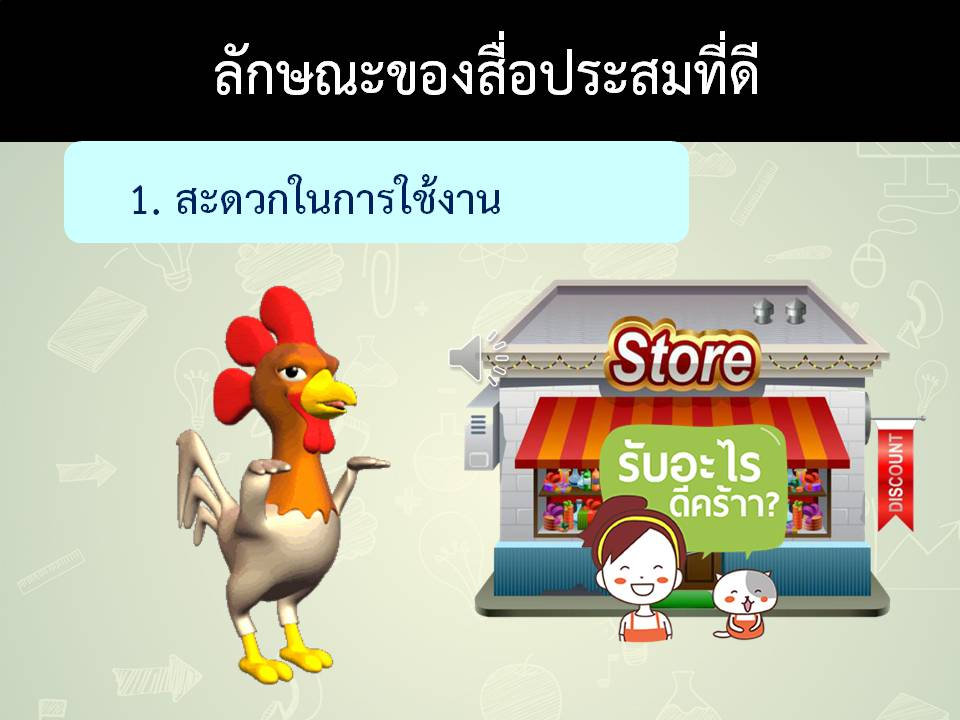 ลักษณะของสื่อประสมที่ดี
1. สะดวกในการใช้งาน
Store
รับอะไร
ดีคร้าา?
DISCOUNT